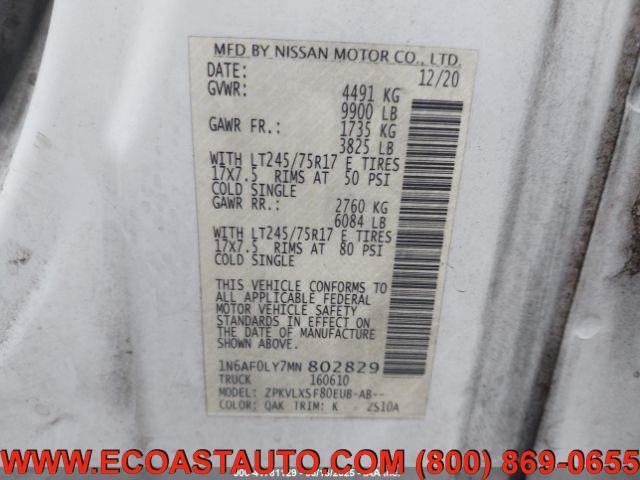 MFD. BY NISSAN MOTOR CO., LTD.
DATE: 12/20
GVWR: 4491 KG
9900 LB
GAWR FR.: 1735 KG
3825 LB
WITH LT245/75R17 E TIRES
17X7.5 RIMS AT 50 PSI
COLD SINGLE
GAWR RR.: 2760 KG
6084 LB
WITH LT245/75R17 E TIRES
17X7.5 RIMS AT 80 PSI
COLD SINGLE
THIS VEHICLE CONFORMS TO
ALL APPLICABLE FEDERAL
MOTOR VEHICLE SAFETY
STANDARDS IN EFFECT ON
THE DATE OF MANUFACTURE
SHOWN ABOVE.
1N6AF0LY7MN 802829
TRUCK 160610
MODEL: ZPKVLXSF80EUB-AB--
COLOR: QAK TRIM: K 2S10A
WWW.ECOASTAUTO.COM (800) 869-0655